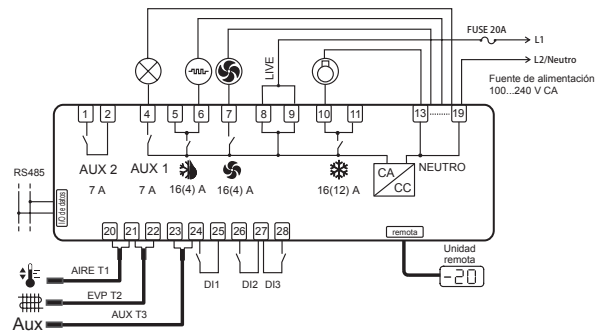 FUSE 20A
L1
L2/Neutro
Fuente de alimentación
100...240 V CA
LIVE
1 2 4 5 6 7 8 9 10 11 13 19
AUX 2
7 A
AUX 1
7 A
16(4) A
16(4) A
16(12) A
CA
CC
NEUTRO
RS485
I/O de datos
20 21 22 23 24 25 26 27 28
remota
DI1
DI2
DI3
AIRE T1
EVP T2
AUX T3
Aux
Unidad
remota
-20